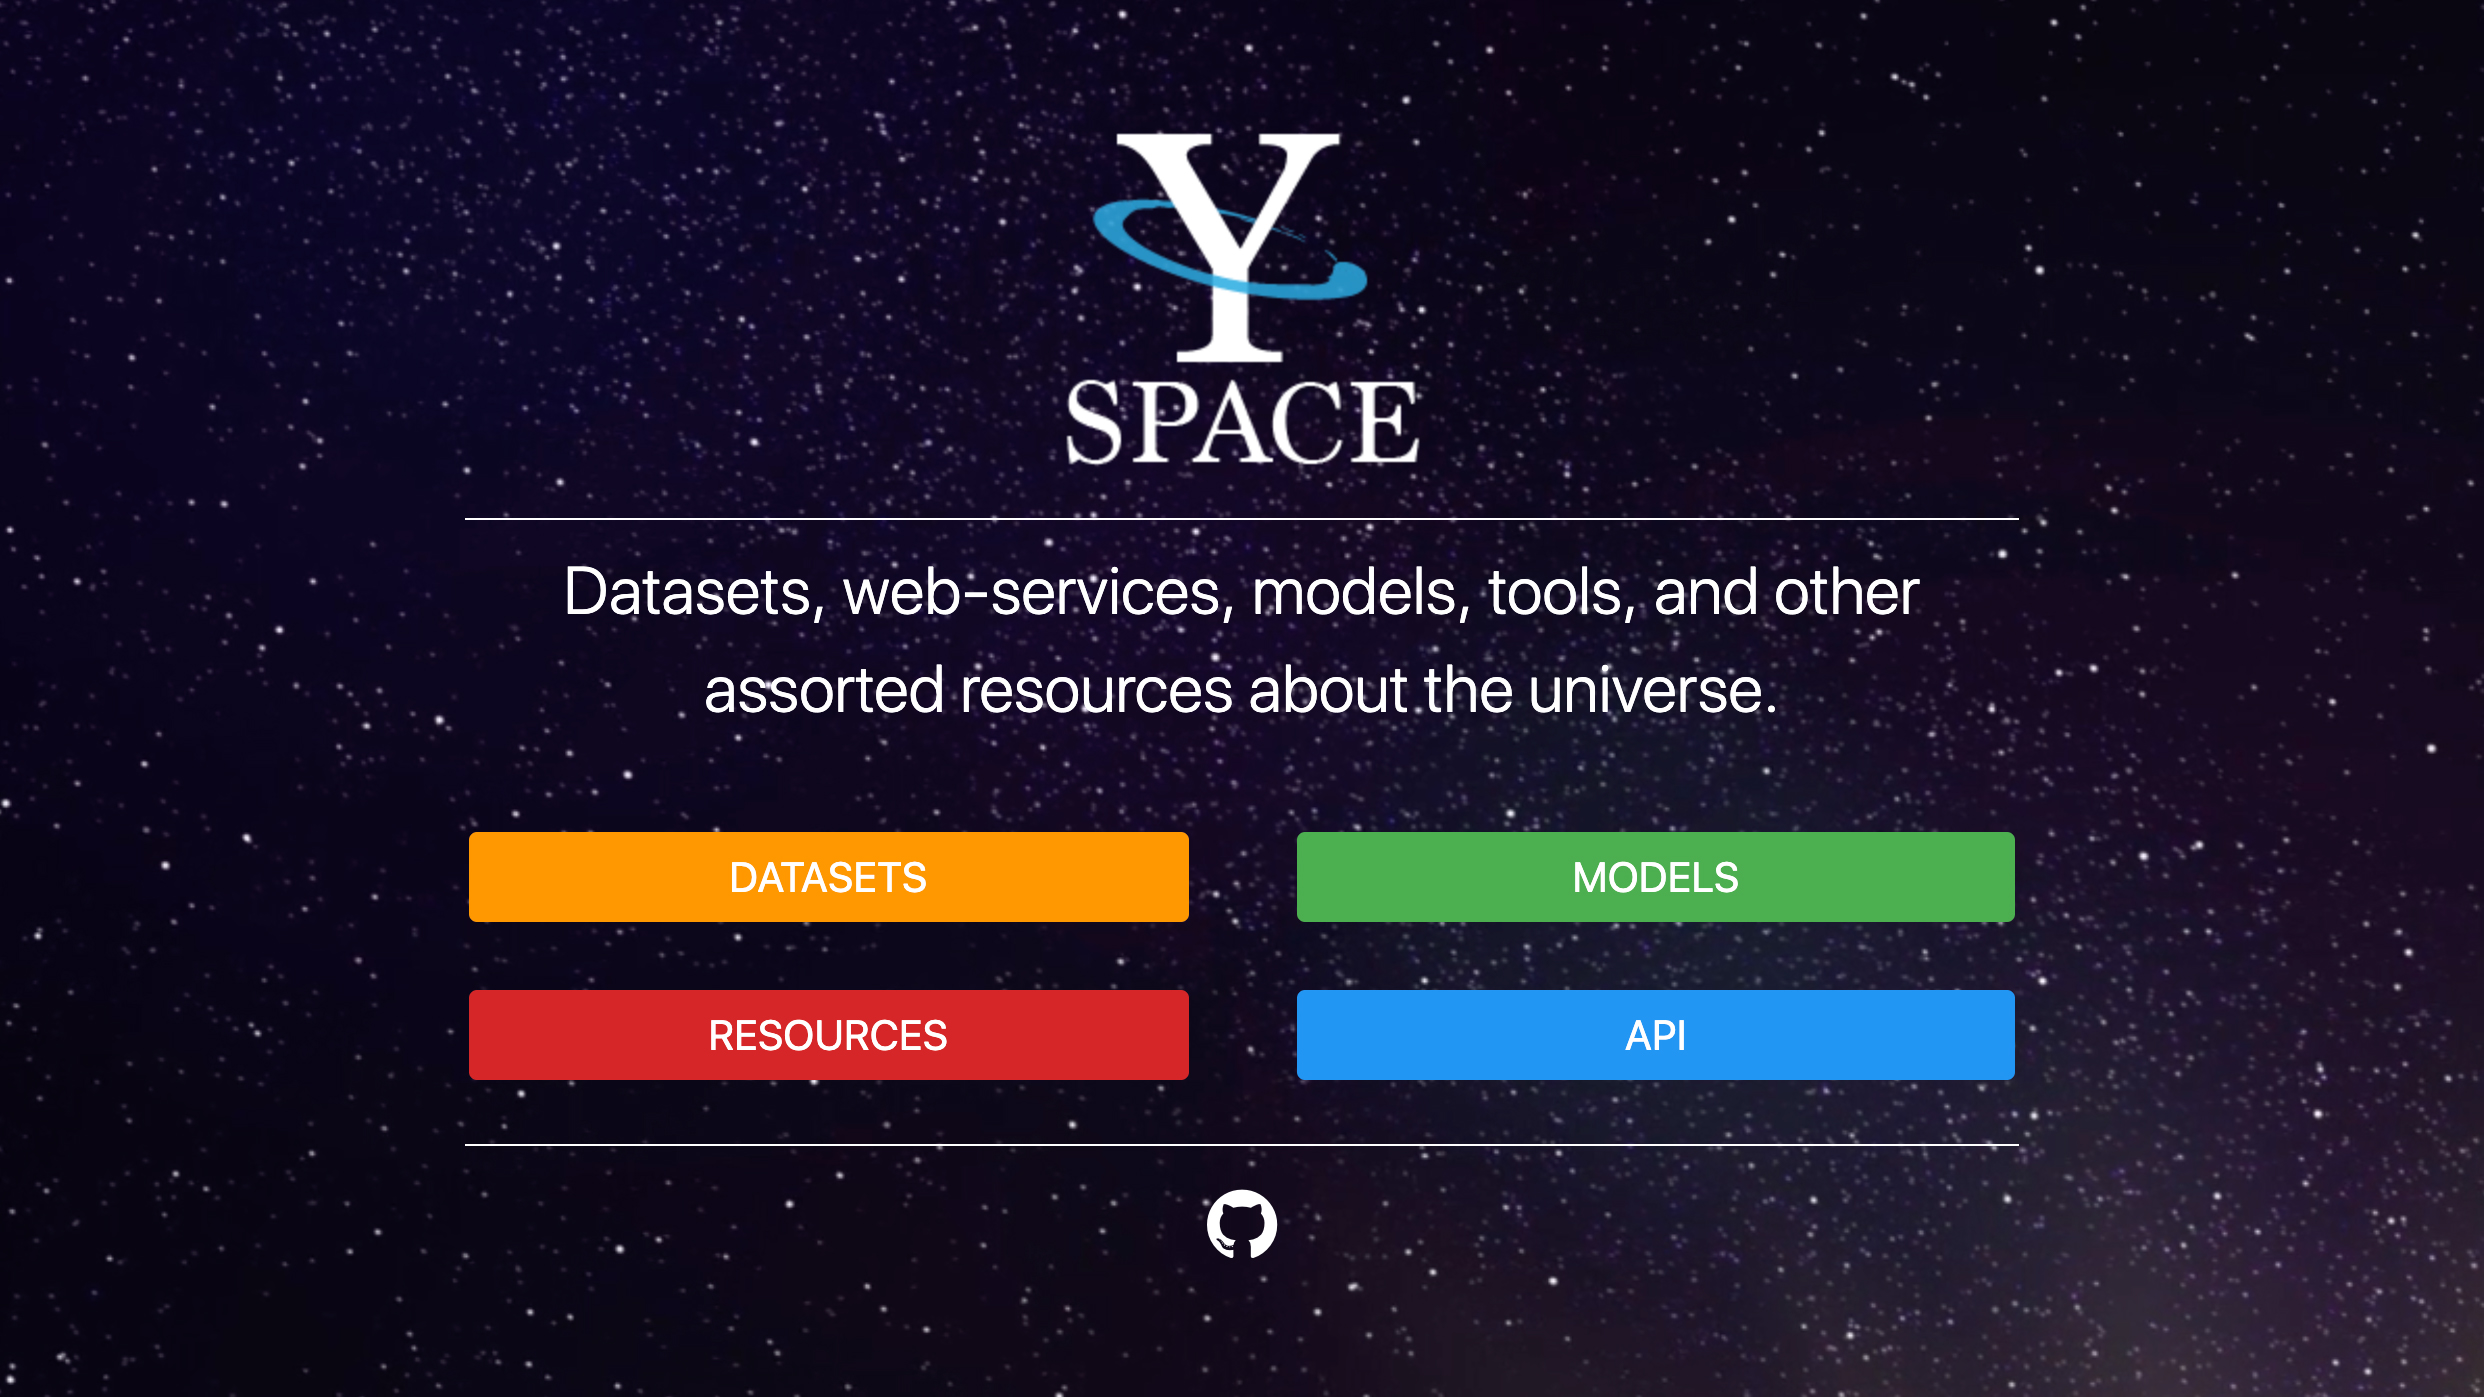 Y
SPACE
Datasets, web-services, models, tools, and other
assorted resources about the universe.
DATASETS
MODELS
RESOURCES
API